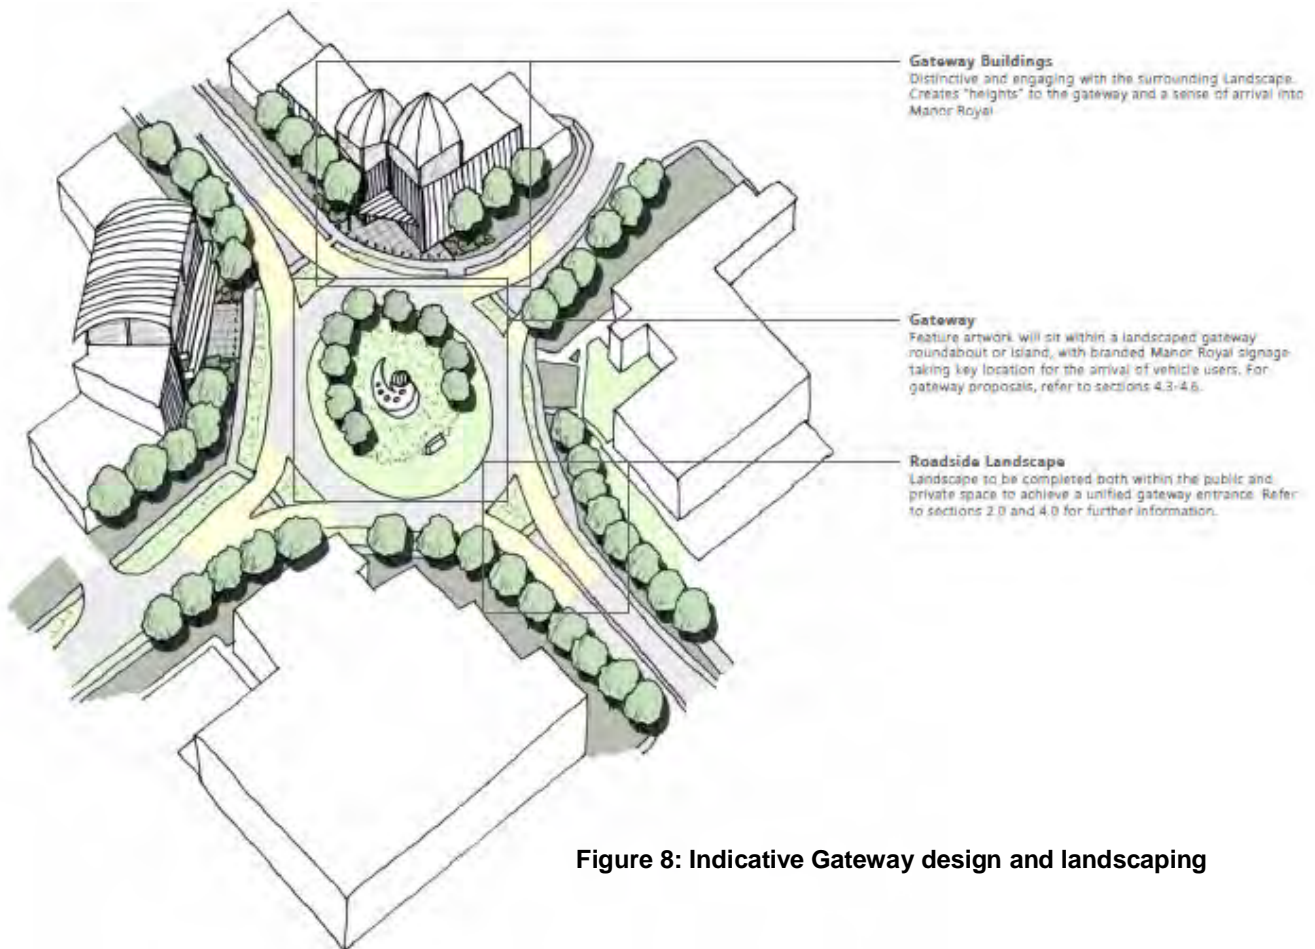 Gateway Buildings
Distinctive and engaging with the surrounding Landscape.
Creates "heights" to the gateway and a sense of arrival into
Manor Royal
Gateway
Feature artwork will sit within a landscaped gateway
roundabout or island, with branded Manor Royal signage
taking key location for the arrival of vehicle users. For
gateway proposals, refer to sections 4.3-4.6.
Roadside Landscape
Landscape to be completed both within the public and
private space to achieve a unified gateway entrance. Refer
to sections 2.0 and 4.0 for further information.
Figure 8: Indicative Gateway design and landscaping